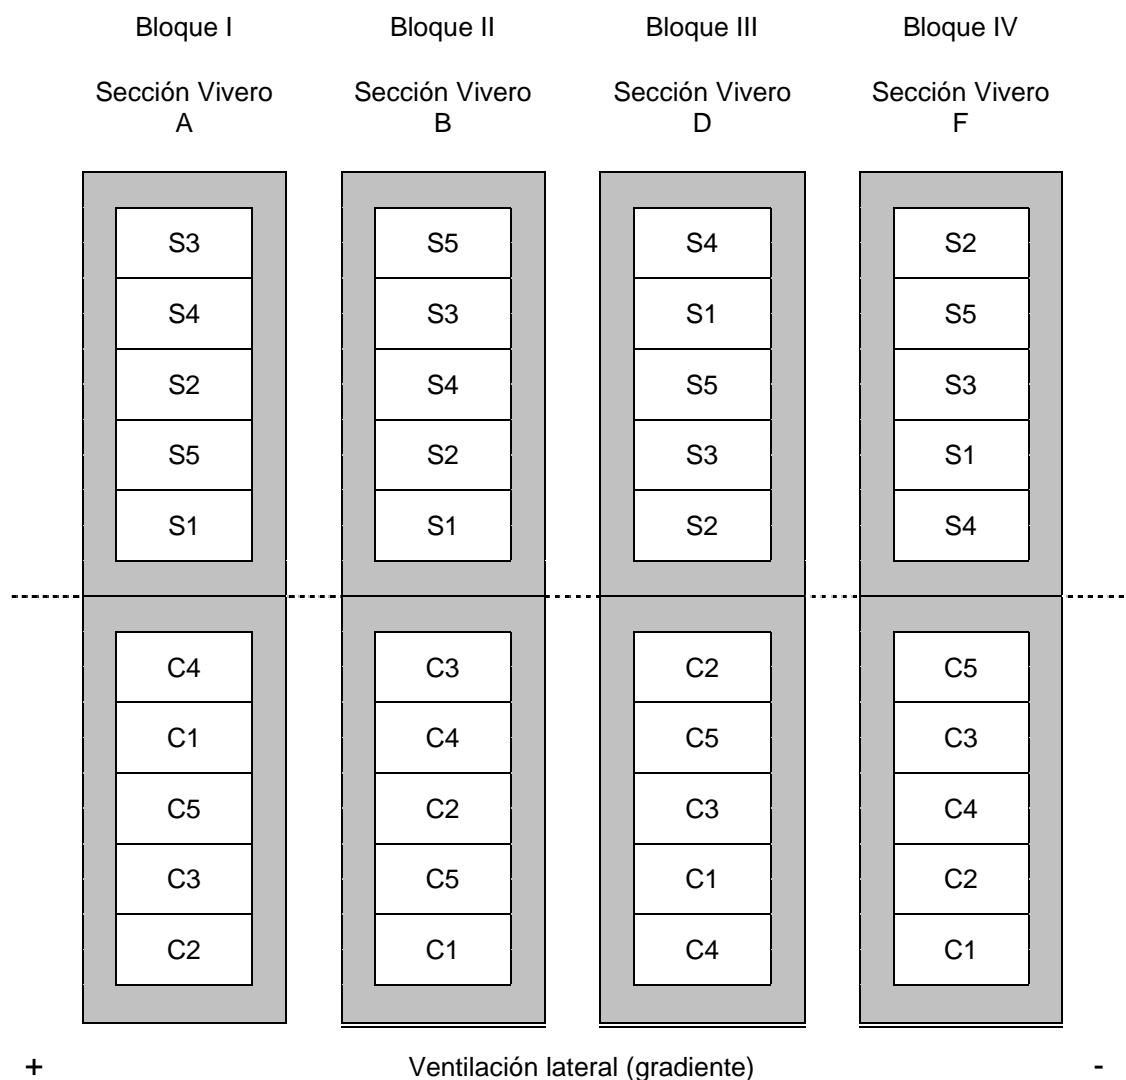 Bloque I Bloque II Bloque III Bloque IV
Sección Vivero Sección Vivero Sección Vivero Sección Vivero
A B D F
S3 S5 S4 S2
S4 S3 S1 S5
S2 S4 S5 S3
S5 S2 S3 S1
S1 S1 S2 S4
C4 C3 C2 C5
C1 C4 C5 C3
C5 C2 C3 C4
C3 C5 C1 C2
C2 C1 C4 C1
+ Ventilación lateral (gradiente) -